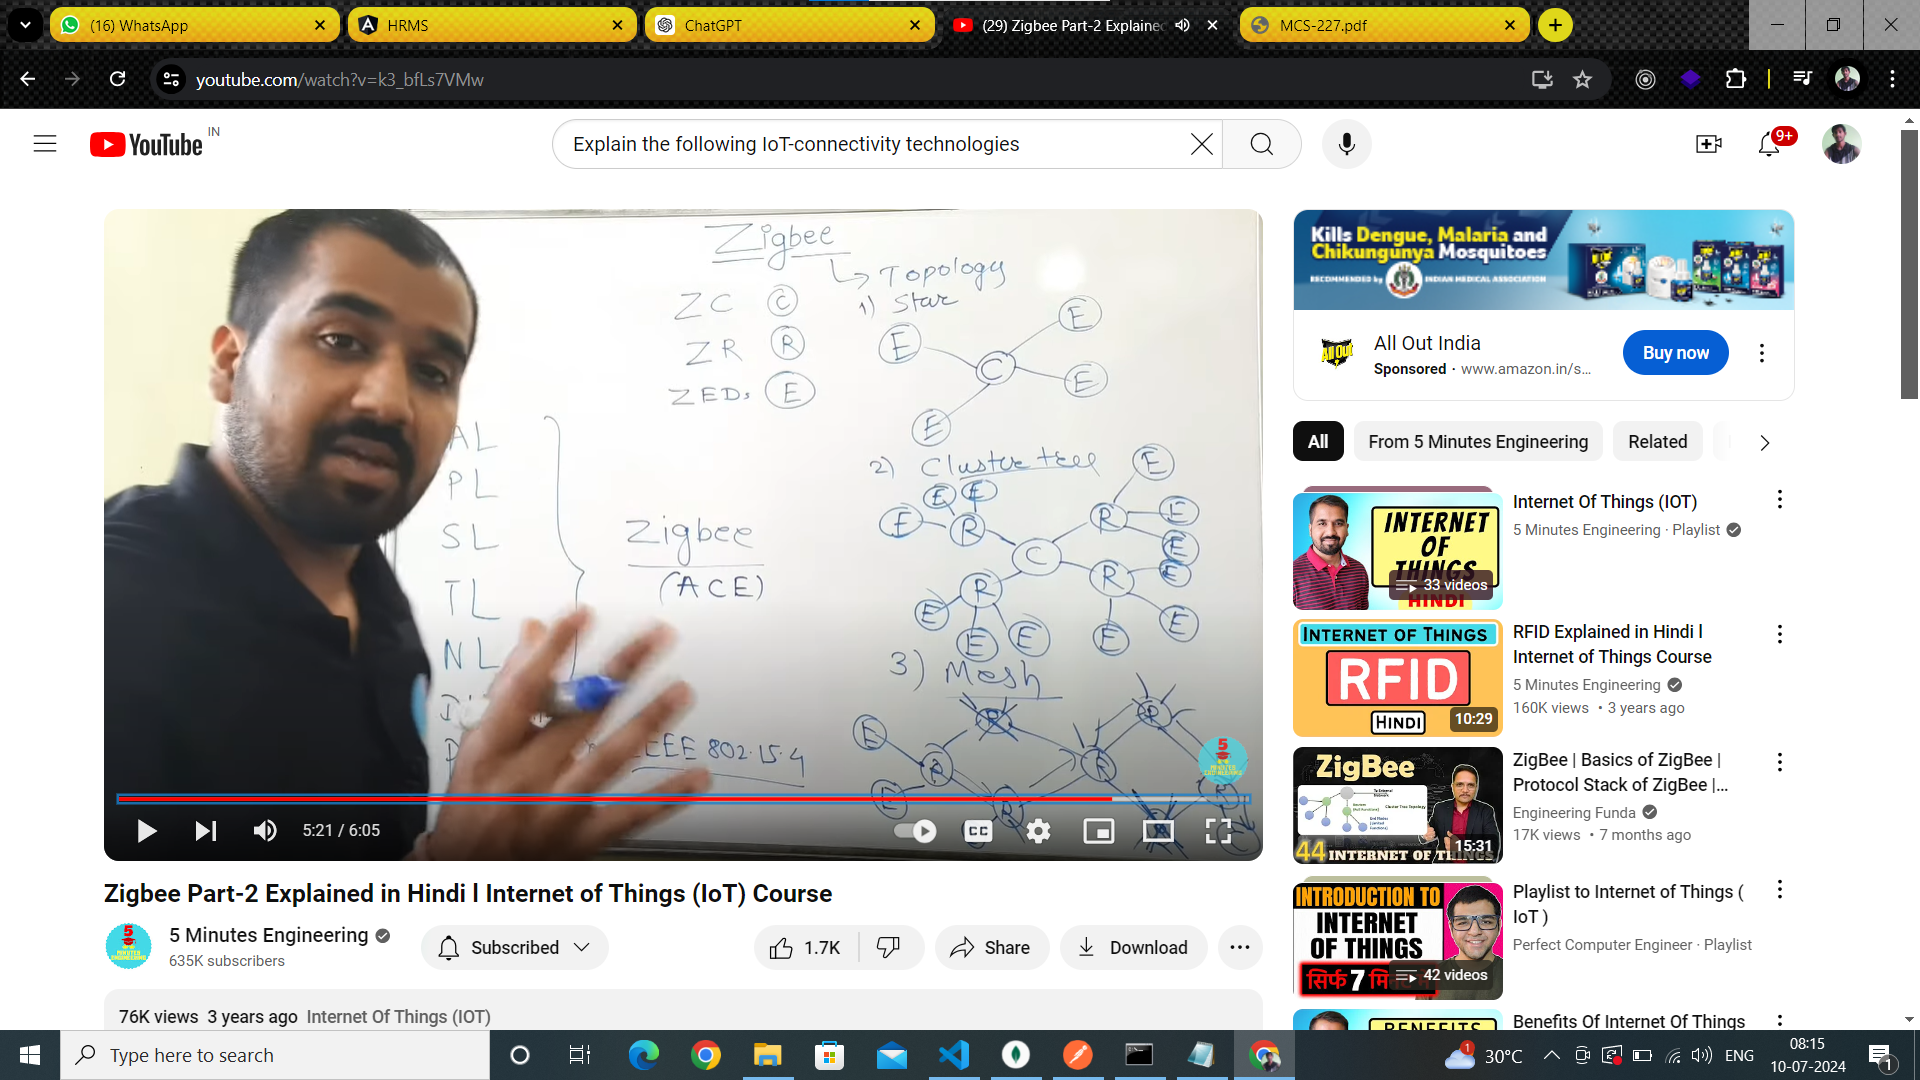 (16) WhatsApp
HRMS
ChatGPT
(29) Zigbee Part-2 Explaine
MCS-227.pdf
youtube.com/watch?v=k3_bfLs7VMw
YouTube IN
Explain the following IoT-connectivity technologies
9+
Zigbee
Topology
ZC C
1) Star
ZR R
ZEDs E
E
E
C
E
E
AL
PL
SL
TL
NL
Zigbee
(ACE)
IEEE 802.15.4
2) Cluster tree
E
E E
E R
R E
C
E
R
R E
E
E
E E
E
3) Mesh
R
R
E
R
R
E
R
5 MINUTES ENGINEERING
5:21 / 6:05
CC
Zigbee Part-2 Explained in Hindi l Internet of Things (IoT) Course
5 Minutes Engineering
635K subscribers
Subscribed
1.7K
Share
Download
76K views 3 years ago Internet Of Things (IOT)
Kills Dengue, Malaria and
Chikungunya Mosquitoes
RECOMMENDED by INDIAN MEDICAL ASSOCIATION
All Out
All Out India
Sponsored · www.amazon.in/s...
Buy now
All
From 5 Minutes Engineering
Related
INTERNET
OF
THINGS
HINDI
33 videos
Internet Of Things (IOT)
5 Minutes Engineering · Playlist
INTERNET OF THINGS
RFID
HINDI
10:29
RFID Explained in Hindi l
Internet of Things Course
5 Minutes Engineering
160K views • 3 years ago
ZigBee
44 INTERNET OF THINGS
15:31
ZigBee | Basics of ZigBee |
Protocol Stack of ZigBee |...
Engineering Funda
17K views • 7 months ago
INTRODUCTION TO
INTERNET
OF THINGS
सिर्फ 7
42 videos
Playlist to Internet of Things (
IoT )
Perfect Computer Engineer · Playlist
BENEFITS
Benefits Of Internet Of Things
Type here to search
1
30°C
ENG
08:15
10-07-2024
1